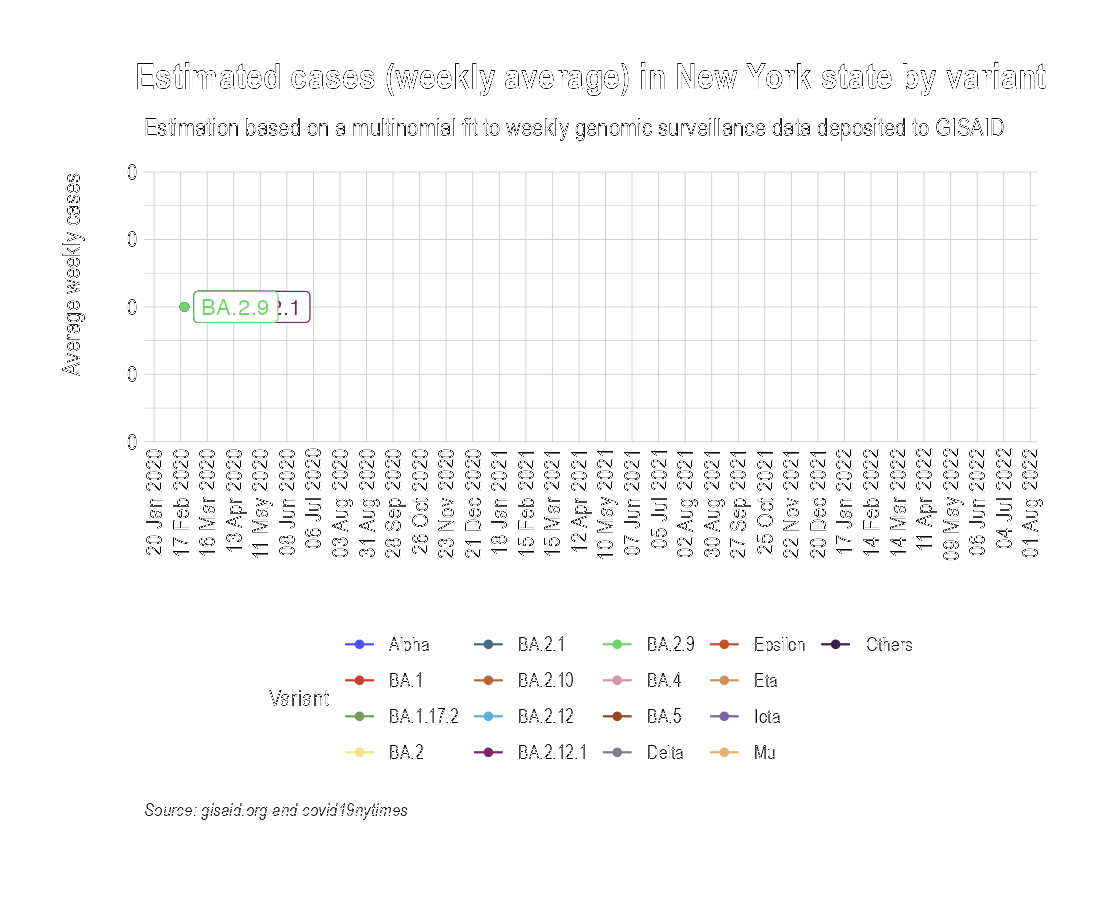 Estimated cases (weekly average) in New York state by variant
Estimation based on a multinomial fit to weekly genomic surveillance data deposited to GISAID
Average weekly cases
0
0
0
0
0
BA.2.9
2.1
20 Jan 2020
17 Feb 2020
16 Mar 2020
13 Apr 2020
11 May 2020
08 Jun 2020
06 Jul 2020
03 Aug 2020
31 Aug 2020
28 Sep 2020
26 Oct 2020
23 Nov 2020
21 Dec 2020
18 Jan 2021
15 Feb 2021
15 Mar 2021
12 Apr 2021
10 May 2021
07 Jun 2021
05 Jul 2021
02 Aug 2021
30 Aug 2021
27 Sep 2021
25 Oct 2021
22 Nov 2021
20 Dec 2021
17 Jan 2022
14 Feb 2022
14 Mar 2022
11 Apr 2022
09 May 2022
06 Jun 2022
04 Jul 2022
01 Aug 2022
Variant
Alpha
BA.1
BA.1.17.2
BA.2
BA.2.1
BA.2.10
BA.2.12
BA.2.12.1
BA.2.9
BA.4
BA.5
Delta
Epsilon
Eta
Iota
Mu
Others
Source: gisaid.org and covid19nytimes